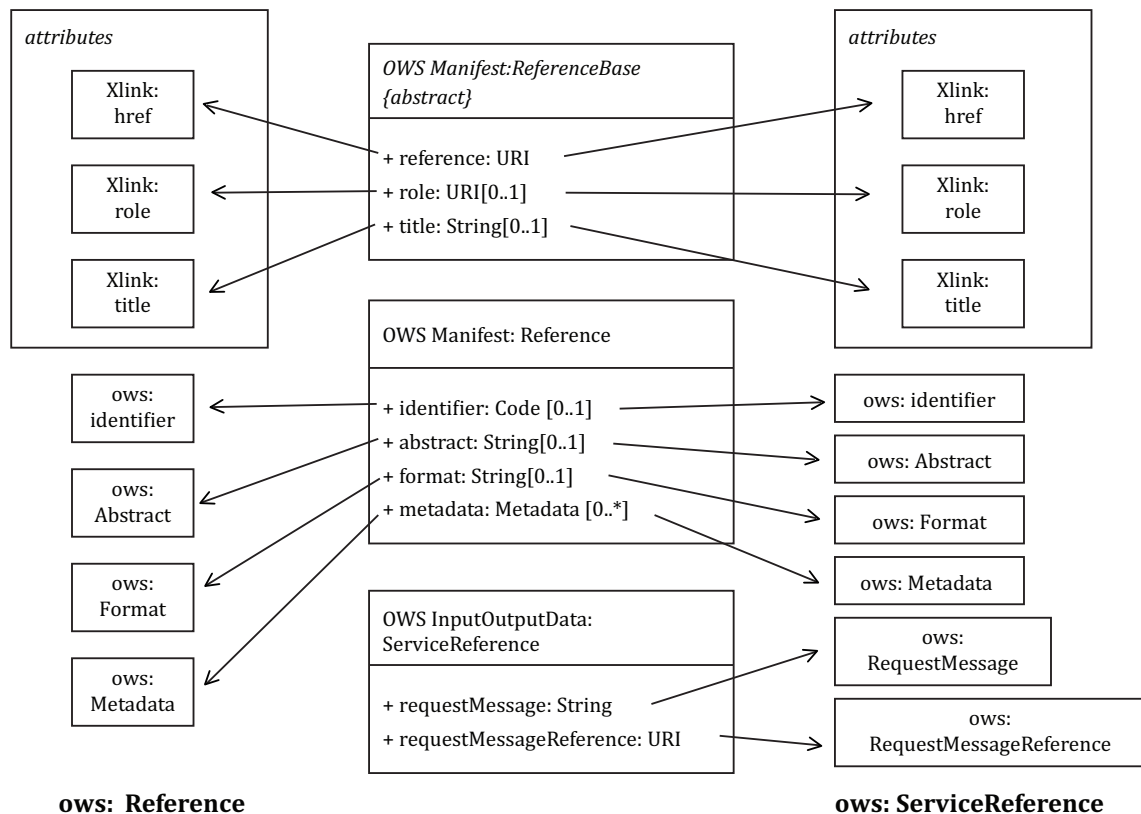 attributes
Xlink:
href
Xlink:
role
Xlink:
title
ows:
identifier
ows:
Abstract
ows:
Format
ows:
Metadata
ows:  Reference
OWS Manifest:ReferenceBase
{abstract}
+ reference: URI
+ role: URI[0..1]
+ title: String[0..1]
OWS Manifest: Reference
+ identifier: Code [0..1]
+ abstract: String[0..1]
+ format: String[0..1]
+ metadata: Metadata [0..*]
OWS InputOutputData:
ServiceReference
+ requestMessage: String
+ requestMessageReference: URI
attributes
Xlink:
href
Xlink:
role
Xlink:
title
ows: identifier
ows: Abstract
ows: Format
ows: Metadata
ows:
RequestMessage
ows:
RequestMessageReference
ows: ServiceReference